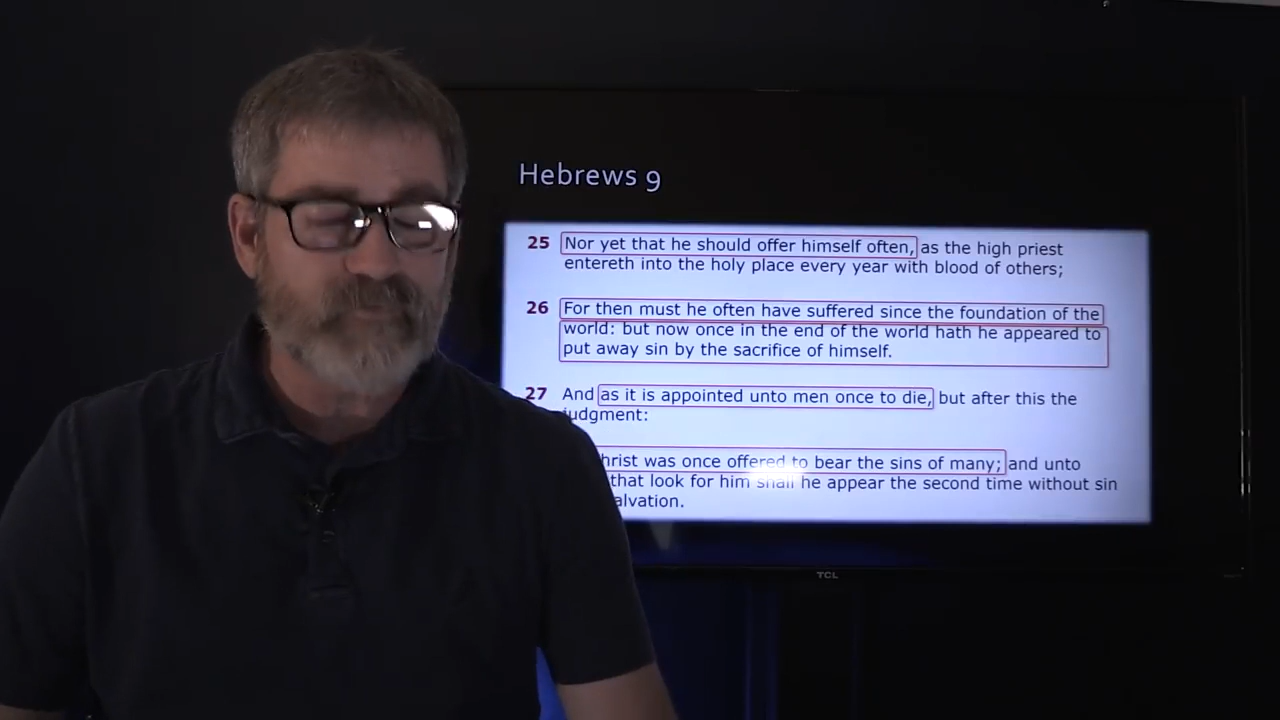 Hebrews 9
25 Nor yet that he should offer himself often, as the high priest
entereth into the holy place every year with blood of others;
26 For then must he often have suffered since the foundation of the
world: but now once in the end of the world hath he appeared to
put away sin by the sacrifice of himself.
27 And as it is appointed unto men once to die, but after this the
judgment:
hrist was once offered to bear the sins of many; and unto
that look for him shall he appear the second time without sin
alvation.
TCL